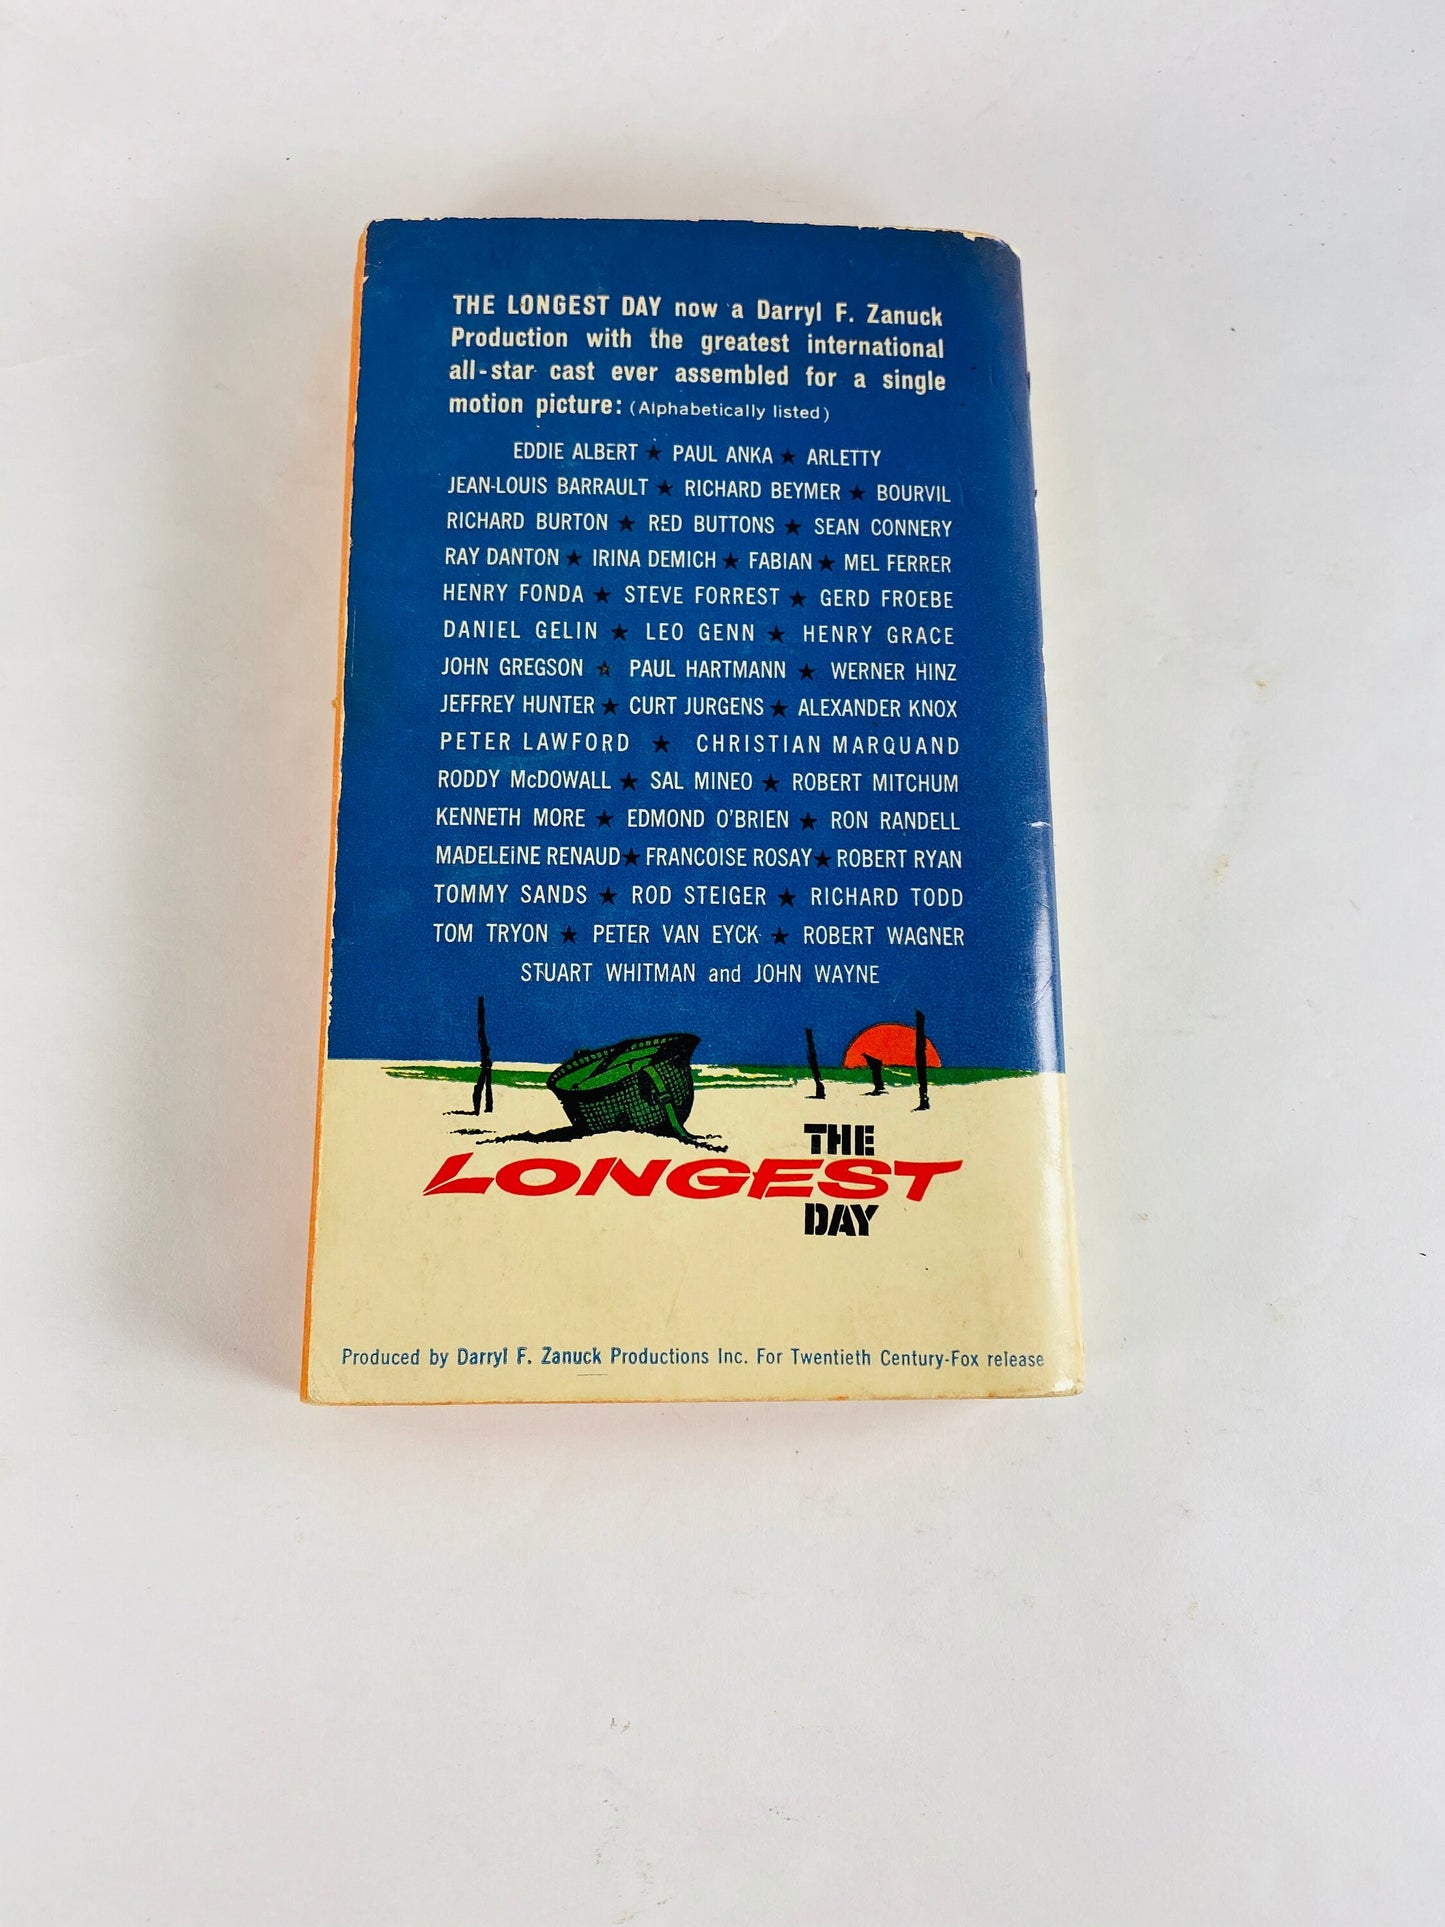 THE LONGEST DAY now a Darryl F. Zanuck
Production with the greatest international
all-star cast ever assembled for a single
motion picture: (Alphabetically listed)
EDDIE ALBERT ★ PAUL ANKA ★ ARLETTY
JEAN-LOUIS BARRAULT ★ RICHARD BEYMER ★ BOURVIL
RICHARD BURTON ★ RED BUTTONS ★ SEAN CONNERY
RAY DANTON ★ IRINA DEMICH ★ FABIAN ★ MEL FERRER
HENRY FONDA ★ STEVE FORREST ★ GERD FROEBE
DANIEL GELIN ★ LEO GENN ★ HENRY GRACE
JOHN GREGSON ★ PAUL HARTMANN ★ WERNER HINZ
JEFFREY HUNTER ★ CURT JURGENS ★ ALEXANDER KNOX
PETER LAWFORD ★ CHRISTIAN MARQUAND
RODDY McDOWALL ★ SAL MINEO ★ ROBERT MITCHUM
KENNETH MORE ★ EDMOND O'BRIEN ★ RON RANDELL
MADELEiNE RENAUD ★ FRANCOISE ROSAY ★ ROBERT RYAN
TOMMY SANDS ★ ROD STEIGER ★ RICHARD TODD
TOM TRYON ★ PETER VAN EYCK ★ ROBERT WAGNER
STUART WHITMAN and JOHN WAYNE
THE
LONGEST
DAY
Produced by Darryl F. Zanuck Productions Inc. For Twentieth Century-Fox release